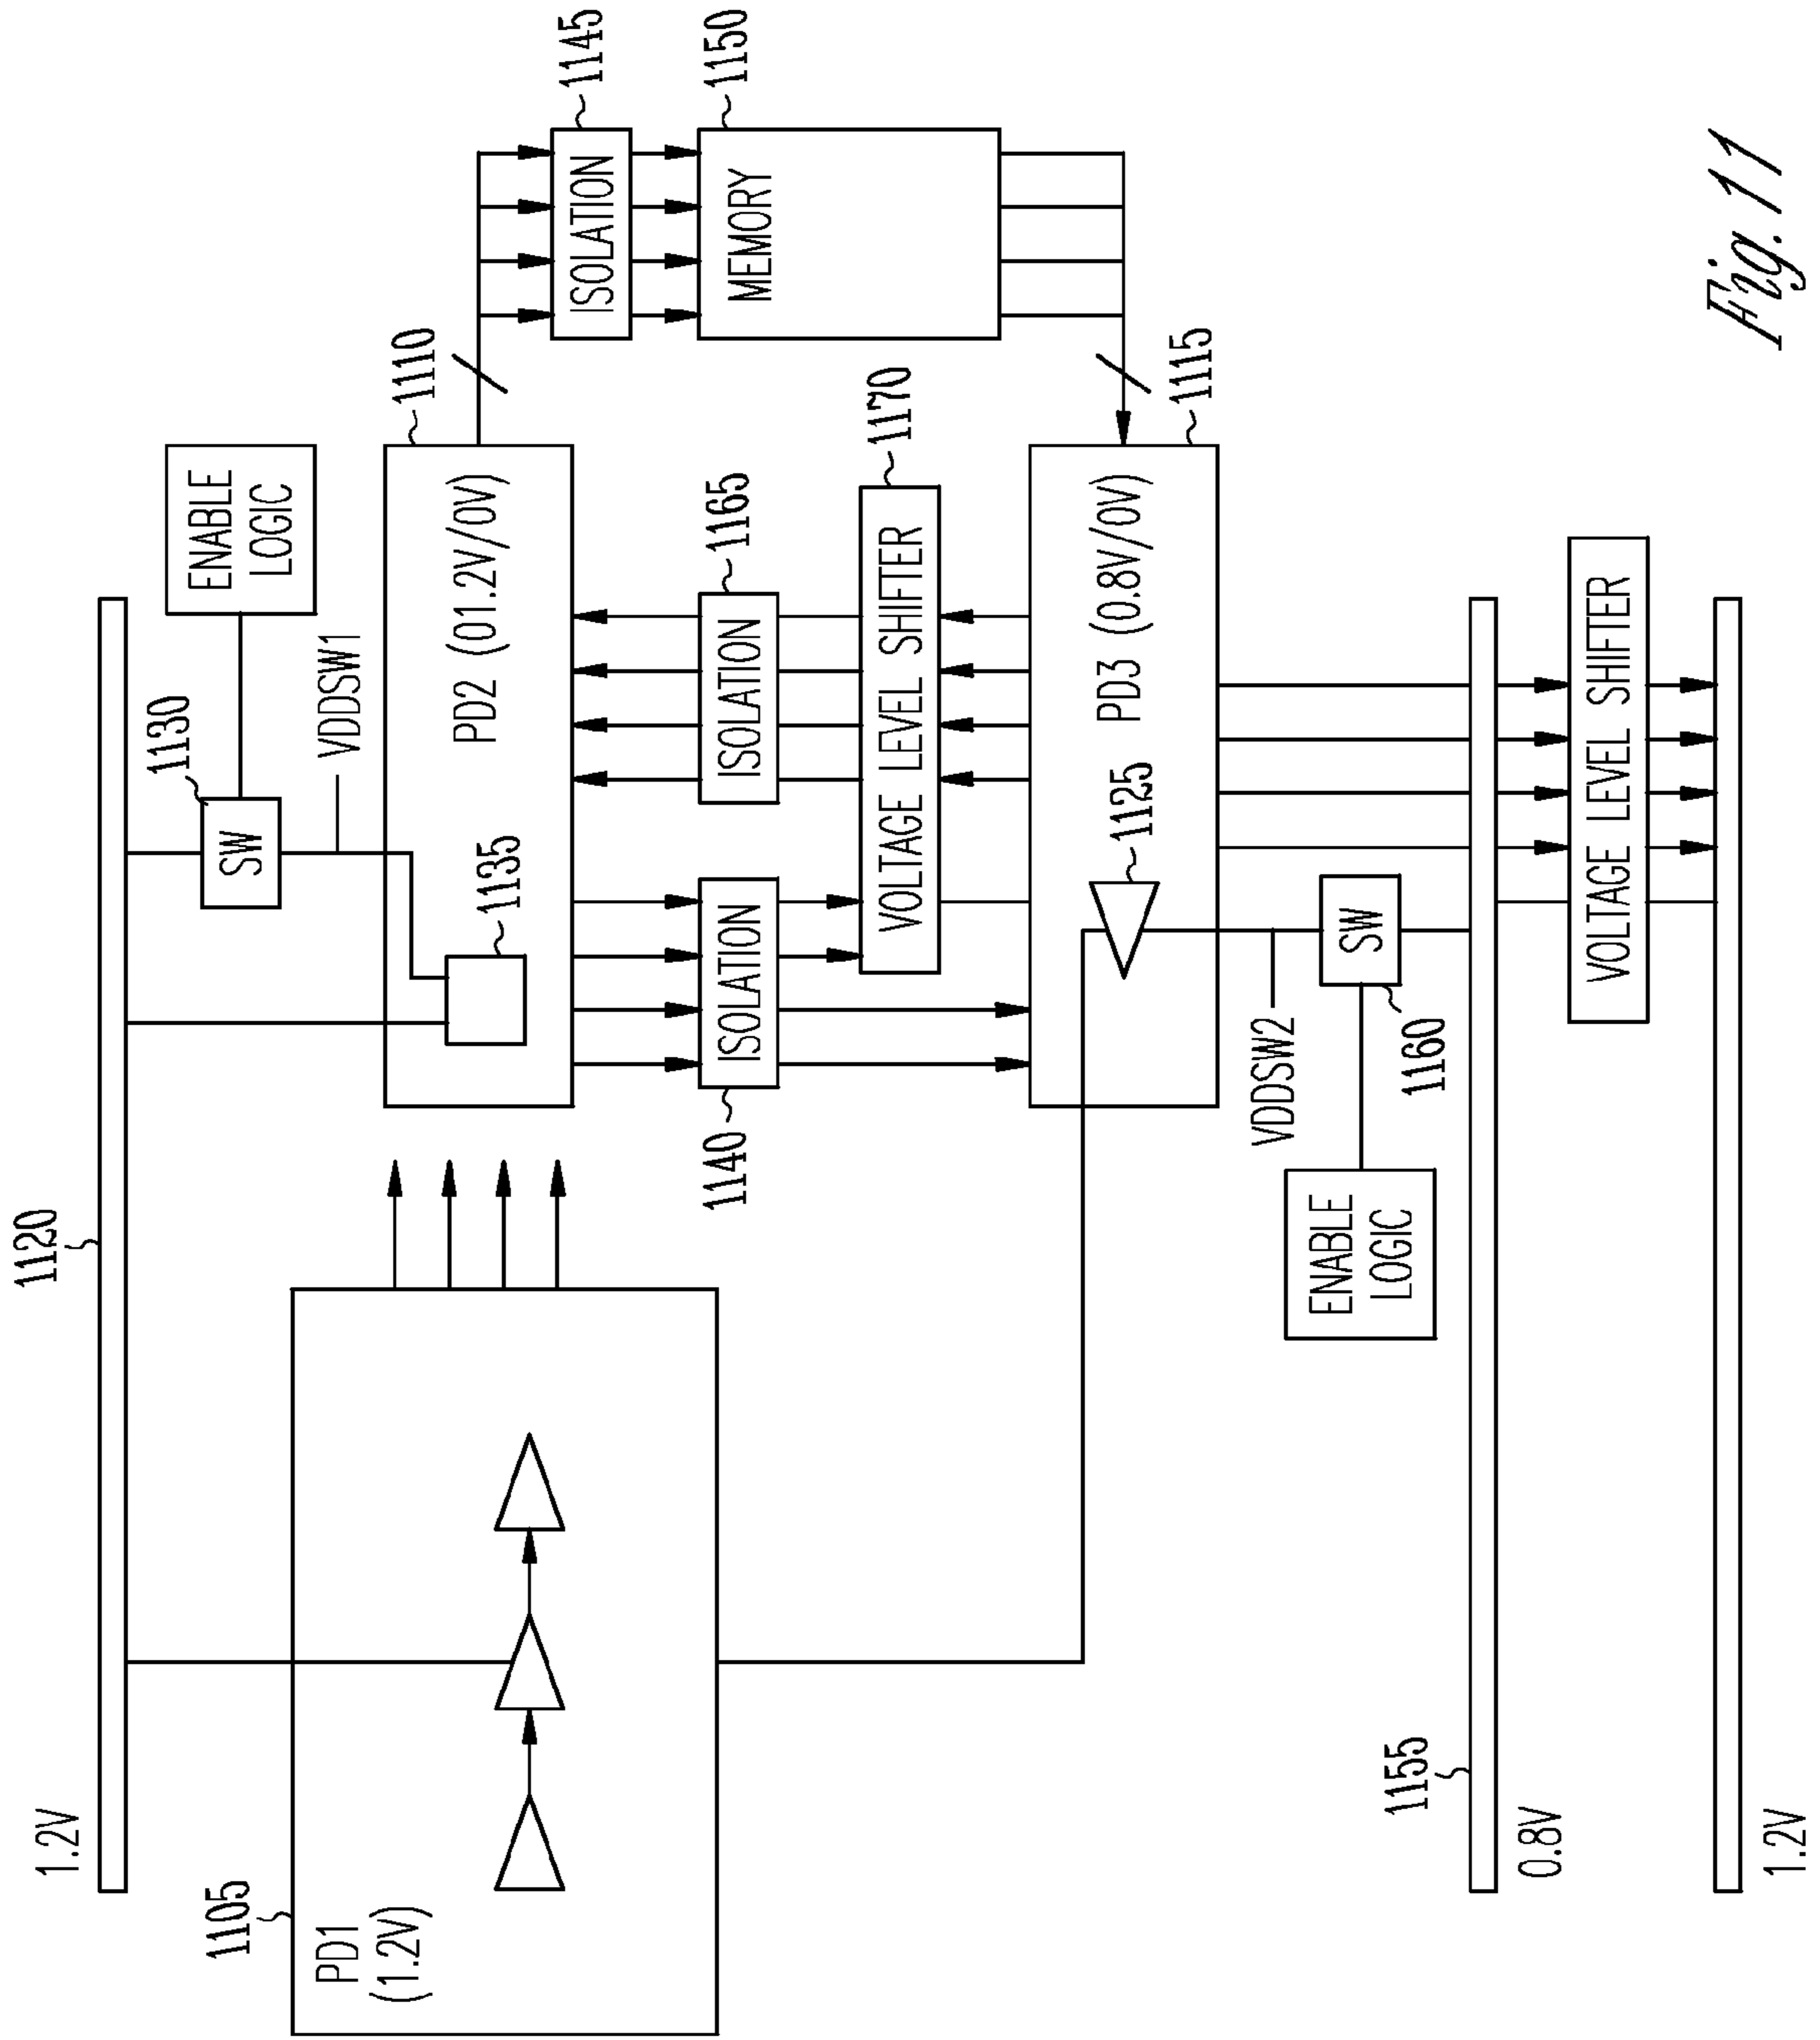 1.2V
1120
1105
PD1
(1.2V)
1130
SW
ENABLE
LOGIC
VDDSW1
1110
PD2 (01.2V/0V)
1135
1145
ISOLATION
1150
MEMORY
1140
ISOLATION
1165
ISOLATION
1170
VOLTAGE LEVEL SHIFTER
1115
PD3 (0.8V/0V)
1125
VDDSW2
SW
1160
ENABLE
LOGIC
1155
0.8V
VOLTAGE LEVEL SHIFTER
1.2V
Fig. 11